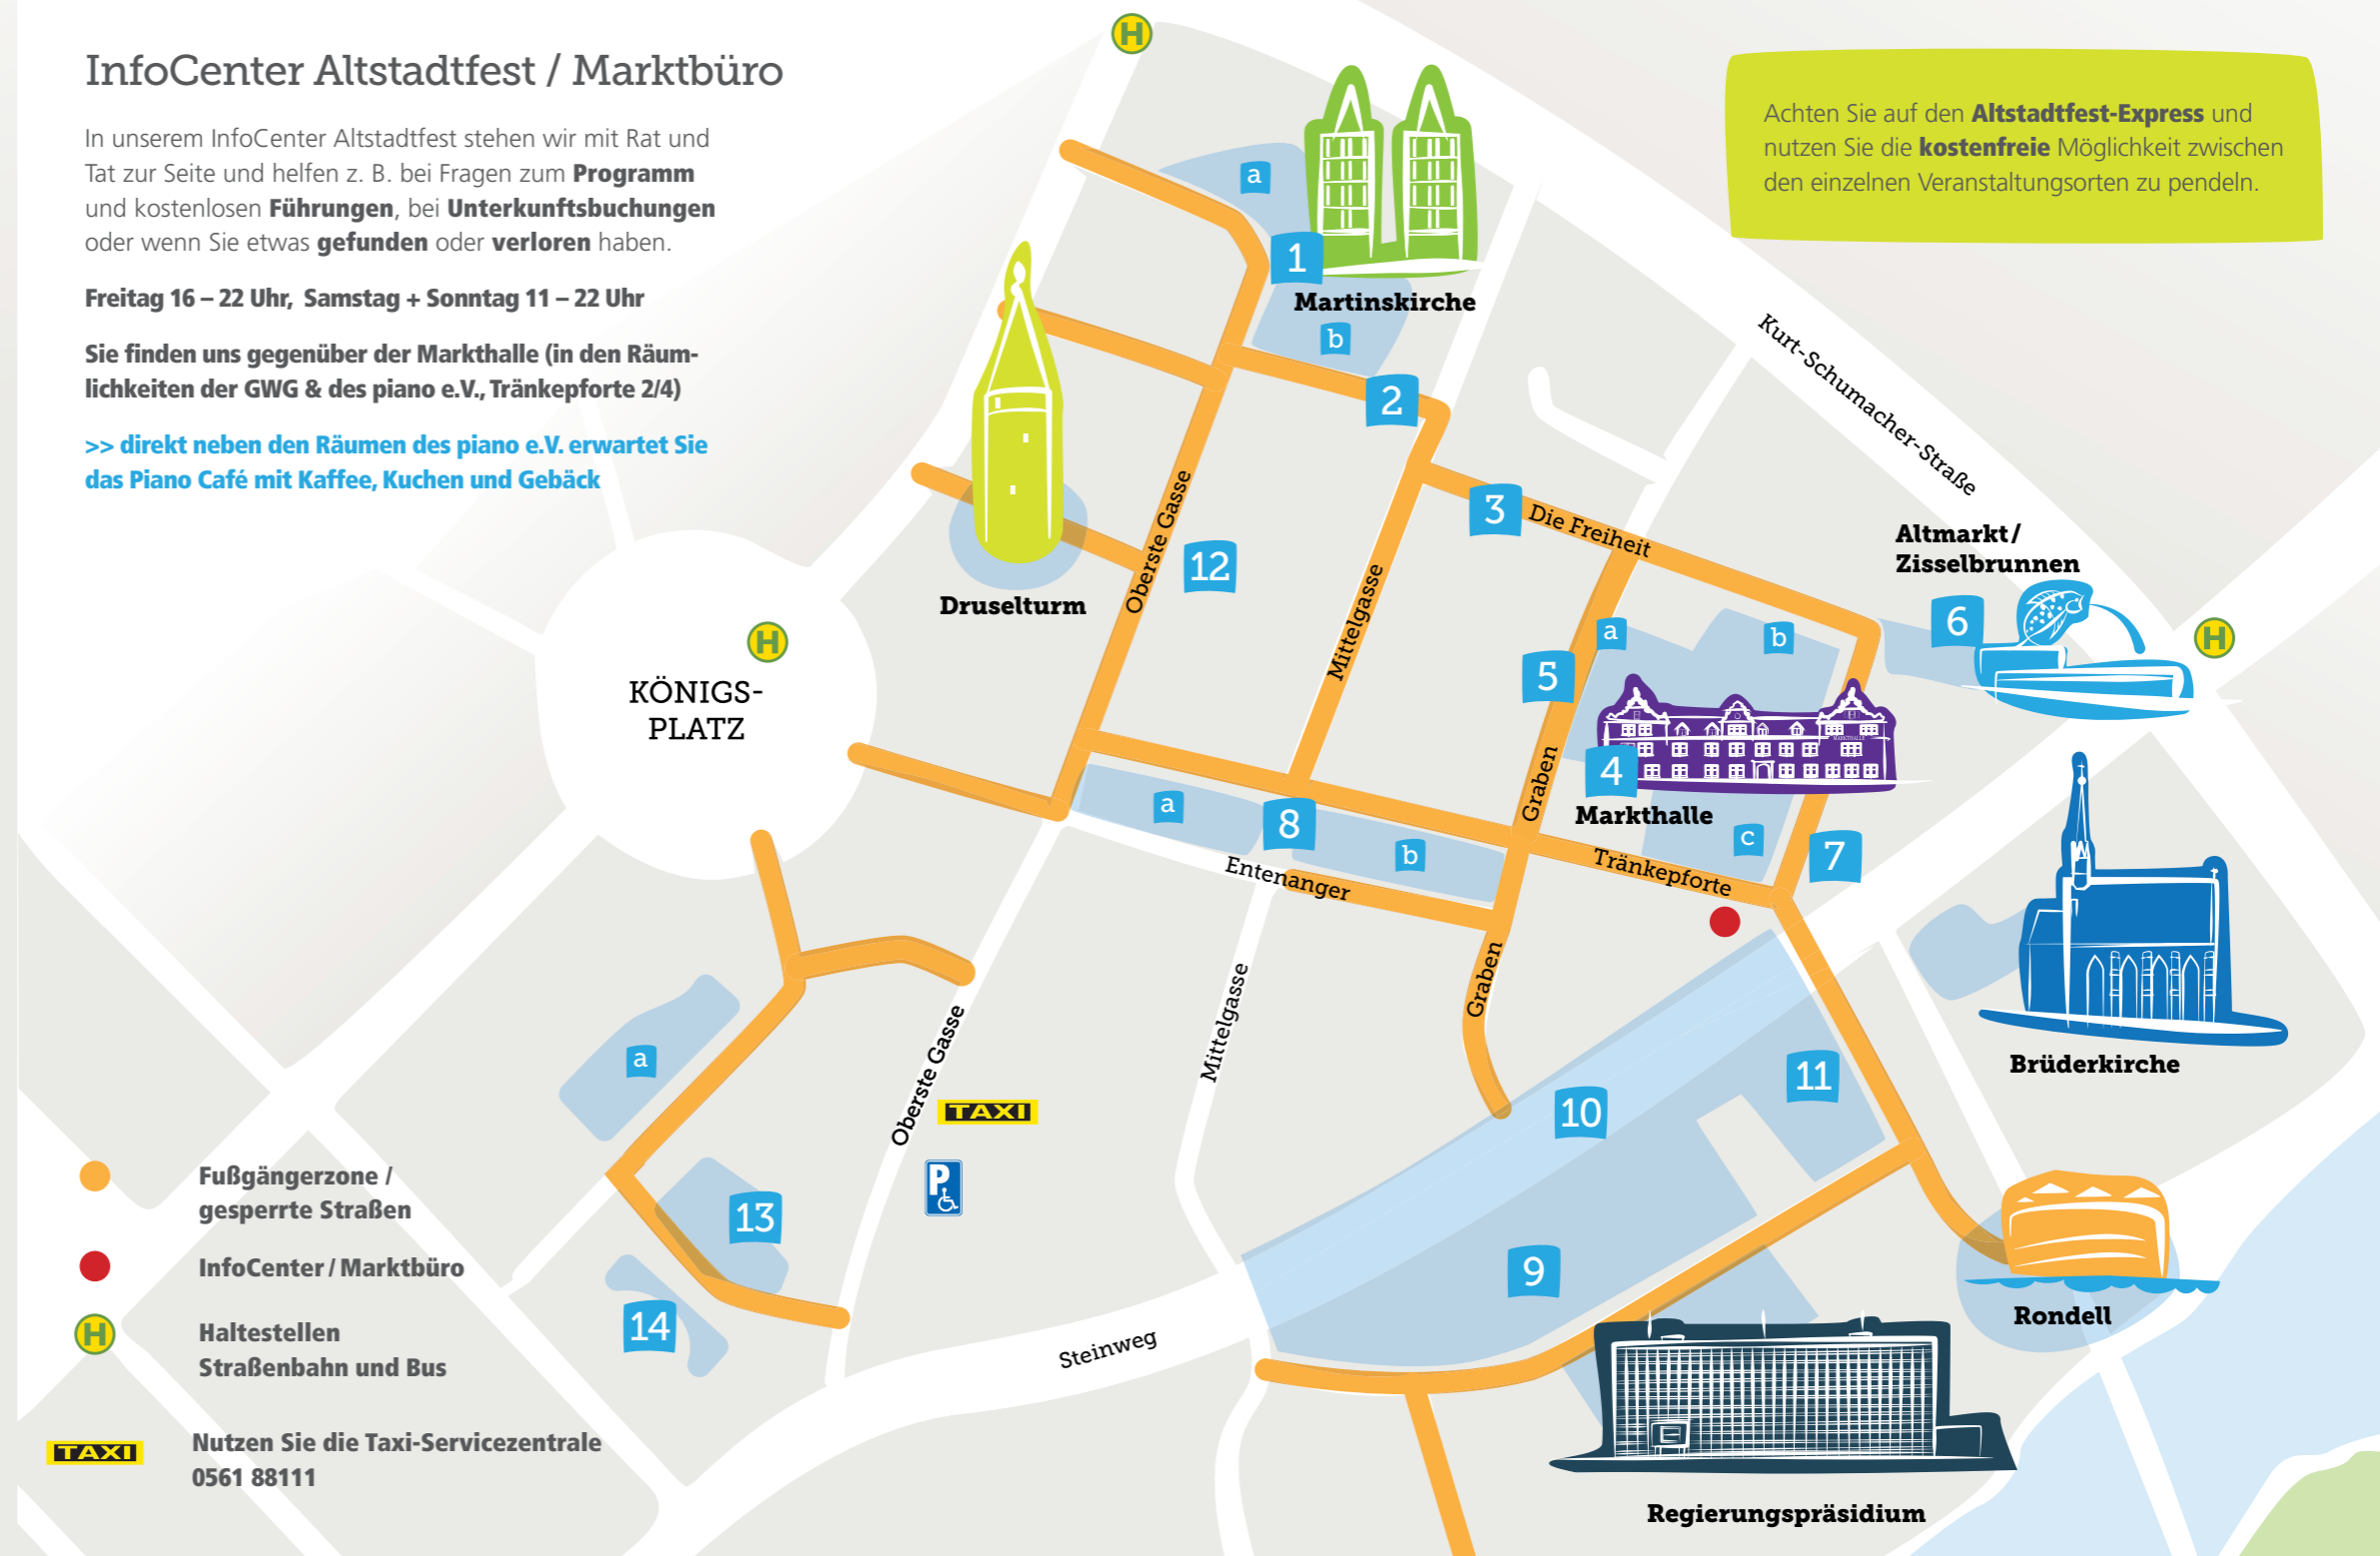 InfoCenter Altstadtfest / Marktbüro
In unserem InfoCenter Altstadtfest stehen wir mit Rat und
Tat zur Seite und helfen z. B. bei Fragen zum Programm
und kostenlosen Führungen, bei Unterkunftsbuchungen
oder wenn Sie etwas gefunden oder verloren haben.
Freitag 16 – 22 Uhr, Samstag + Sonntag 11 – 22 Uhr
Sie finden uns gegenüber der Markthalle (in den Räum-
lichkeiten der GWG & des piano e.V., Tränkepforte 2/4)
>> direkt neben den Räumen des piano e.V. erwartet Sie
das Piano Café mit Kaffee, Kuchen und Gebäck
Achten Sie auf den Altstadtfest-Express und
nutzen Sie die kostenfreie Möglichkeit zwischen
den einzelnen Veranstaltungsorten zu pendeln.
H
a
1
Martinskirche
b
2
Kurt-Schumacher-Straße
3
Die Freiheit
Altmarkt/
Zisselbrunnen
6
H
Druselturm
Oberste Gasse
12
Mittelgasse
H
KÖNIGS-
PLATZ
a
b
5
MARKTHALLE
4
Markthalle
Graben
c
7
a
8
b
Entenanger
Tränkepforte
Graben
Mittelgasse
Oberste Gasse
TAXI
P
a
13
14
10
11
9
Steinweg
Brüderkirche
Rondell
Regierungspräsidium
Fußgängerzone /
gesperrte Straßen
InfoCenter / Marktbüro
H
Haltestellen
Straßenbahn und Bus
TAXI
Nutzen Sie die Taxi-Servicezentrale
0561 88111